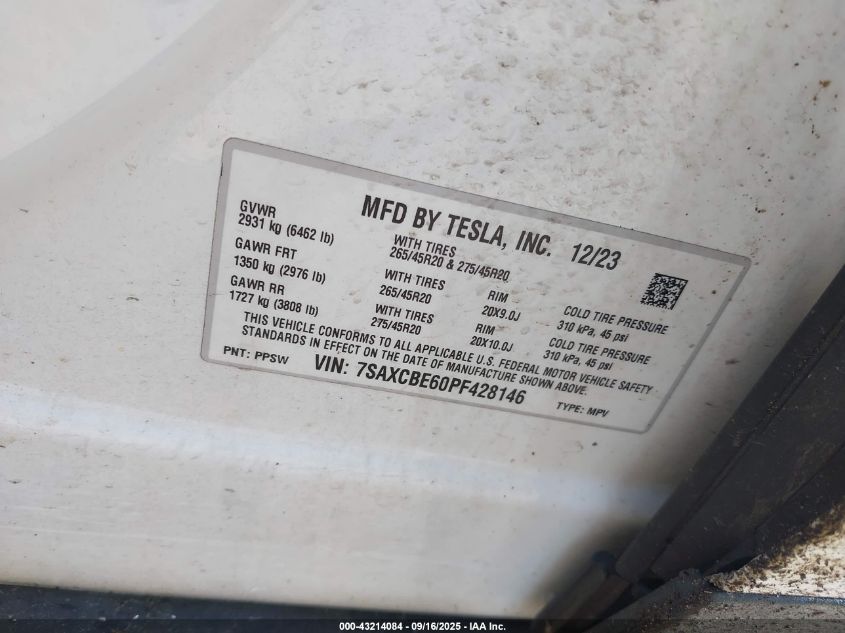 MFD BY TESLA, INC. 12/23
GVWR
2931 kg (6462 lb)
WITH TIRES
265/45R20 & 275/45R20
GAWR FRT
1350 kg (2976 lb)
WITH TIRES
265/45R20
RIM
20X9.0J
COLD TIRE PRESSURE
310 kPa, 45 psi
GAWR RR
1727 kg (3808 lb)
WITH TIRES
275/45R20
RIM
20X10.0J
COLD TIRE PRESSURE
310 kPa, 45 psi
THIS VEHICLE CONFORMS TO ALL APPLICABLE U.S. FEDERAL MOTOR VEHICLE SAFETY
STANDARDS IN EFFECT ON THE DATE OF MANUFACTURE SHOWN ABOVE.
PNT: PPSW VIN: 7SAXCBE60PF428146 TYPE: MPV
000-43214084 - 09/16/2025 - IAA Inc.